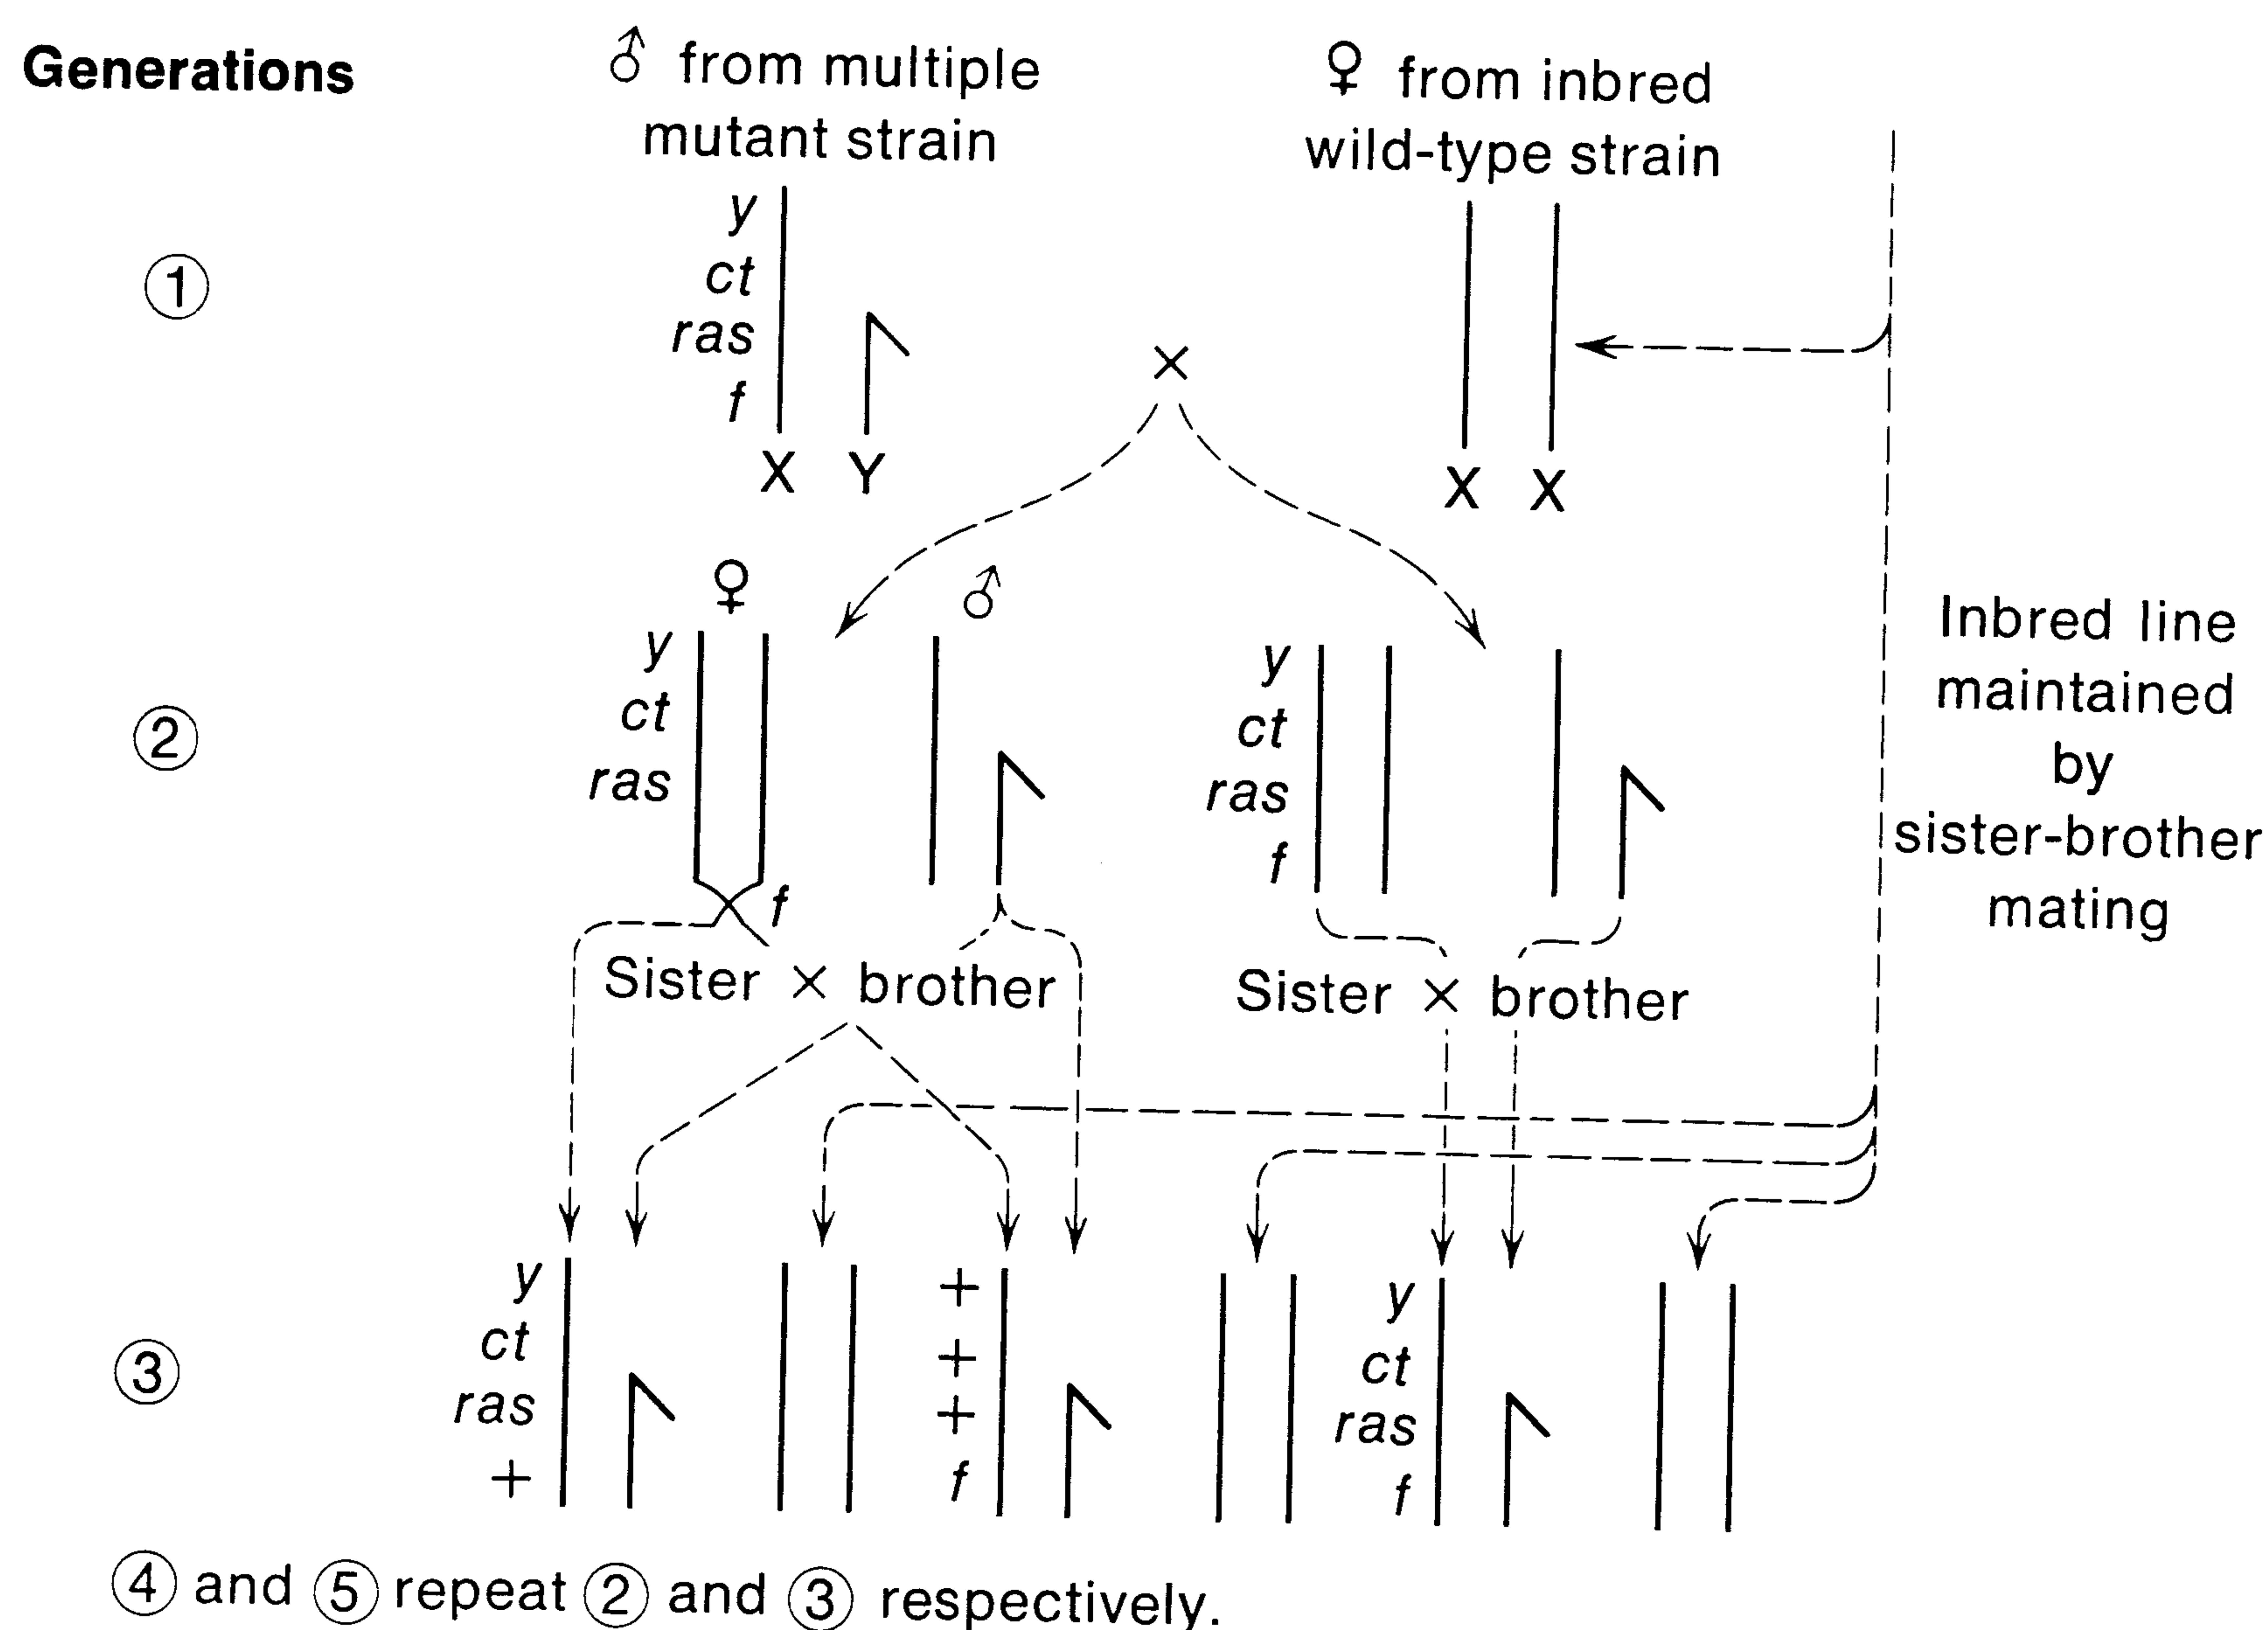 Generations
♂ from multiple
mutant strain
♀ from inbred
wild-type strain
①
y
ct
ras
f
X Y
×
X X
♀
♂
②
y
ct
ras
f
y
ct
ras
f
Sister × brother
Sister × brother
Inbred line
maintained
by
sister-brother
mating
③
y
ct
ras
+
+
+
+
f
y
ct
ras
f
④ and ⑤ repeat ② and ③ respectively.